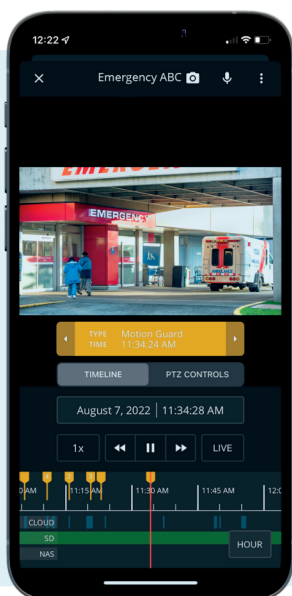 12:22
Emergency ABC
EMERGENCY
EMERGENCY
AMBULANCE
TYPE Motion Guard
TIME 11:34:24 AM
TIMELINE PTZ CONTROLS
August 7, 2022 | 11:34:28 AM
1x LIVE
AM 11:15 AM 11:30 AM 11:45 AM 12:0
CLOUD
SD
NAS
HOUR